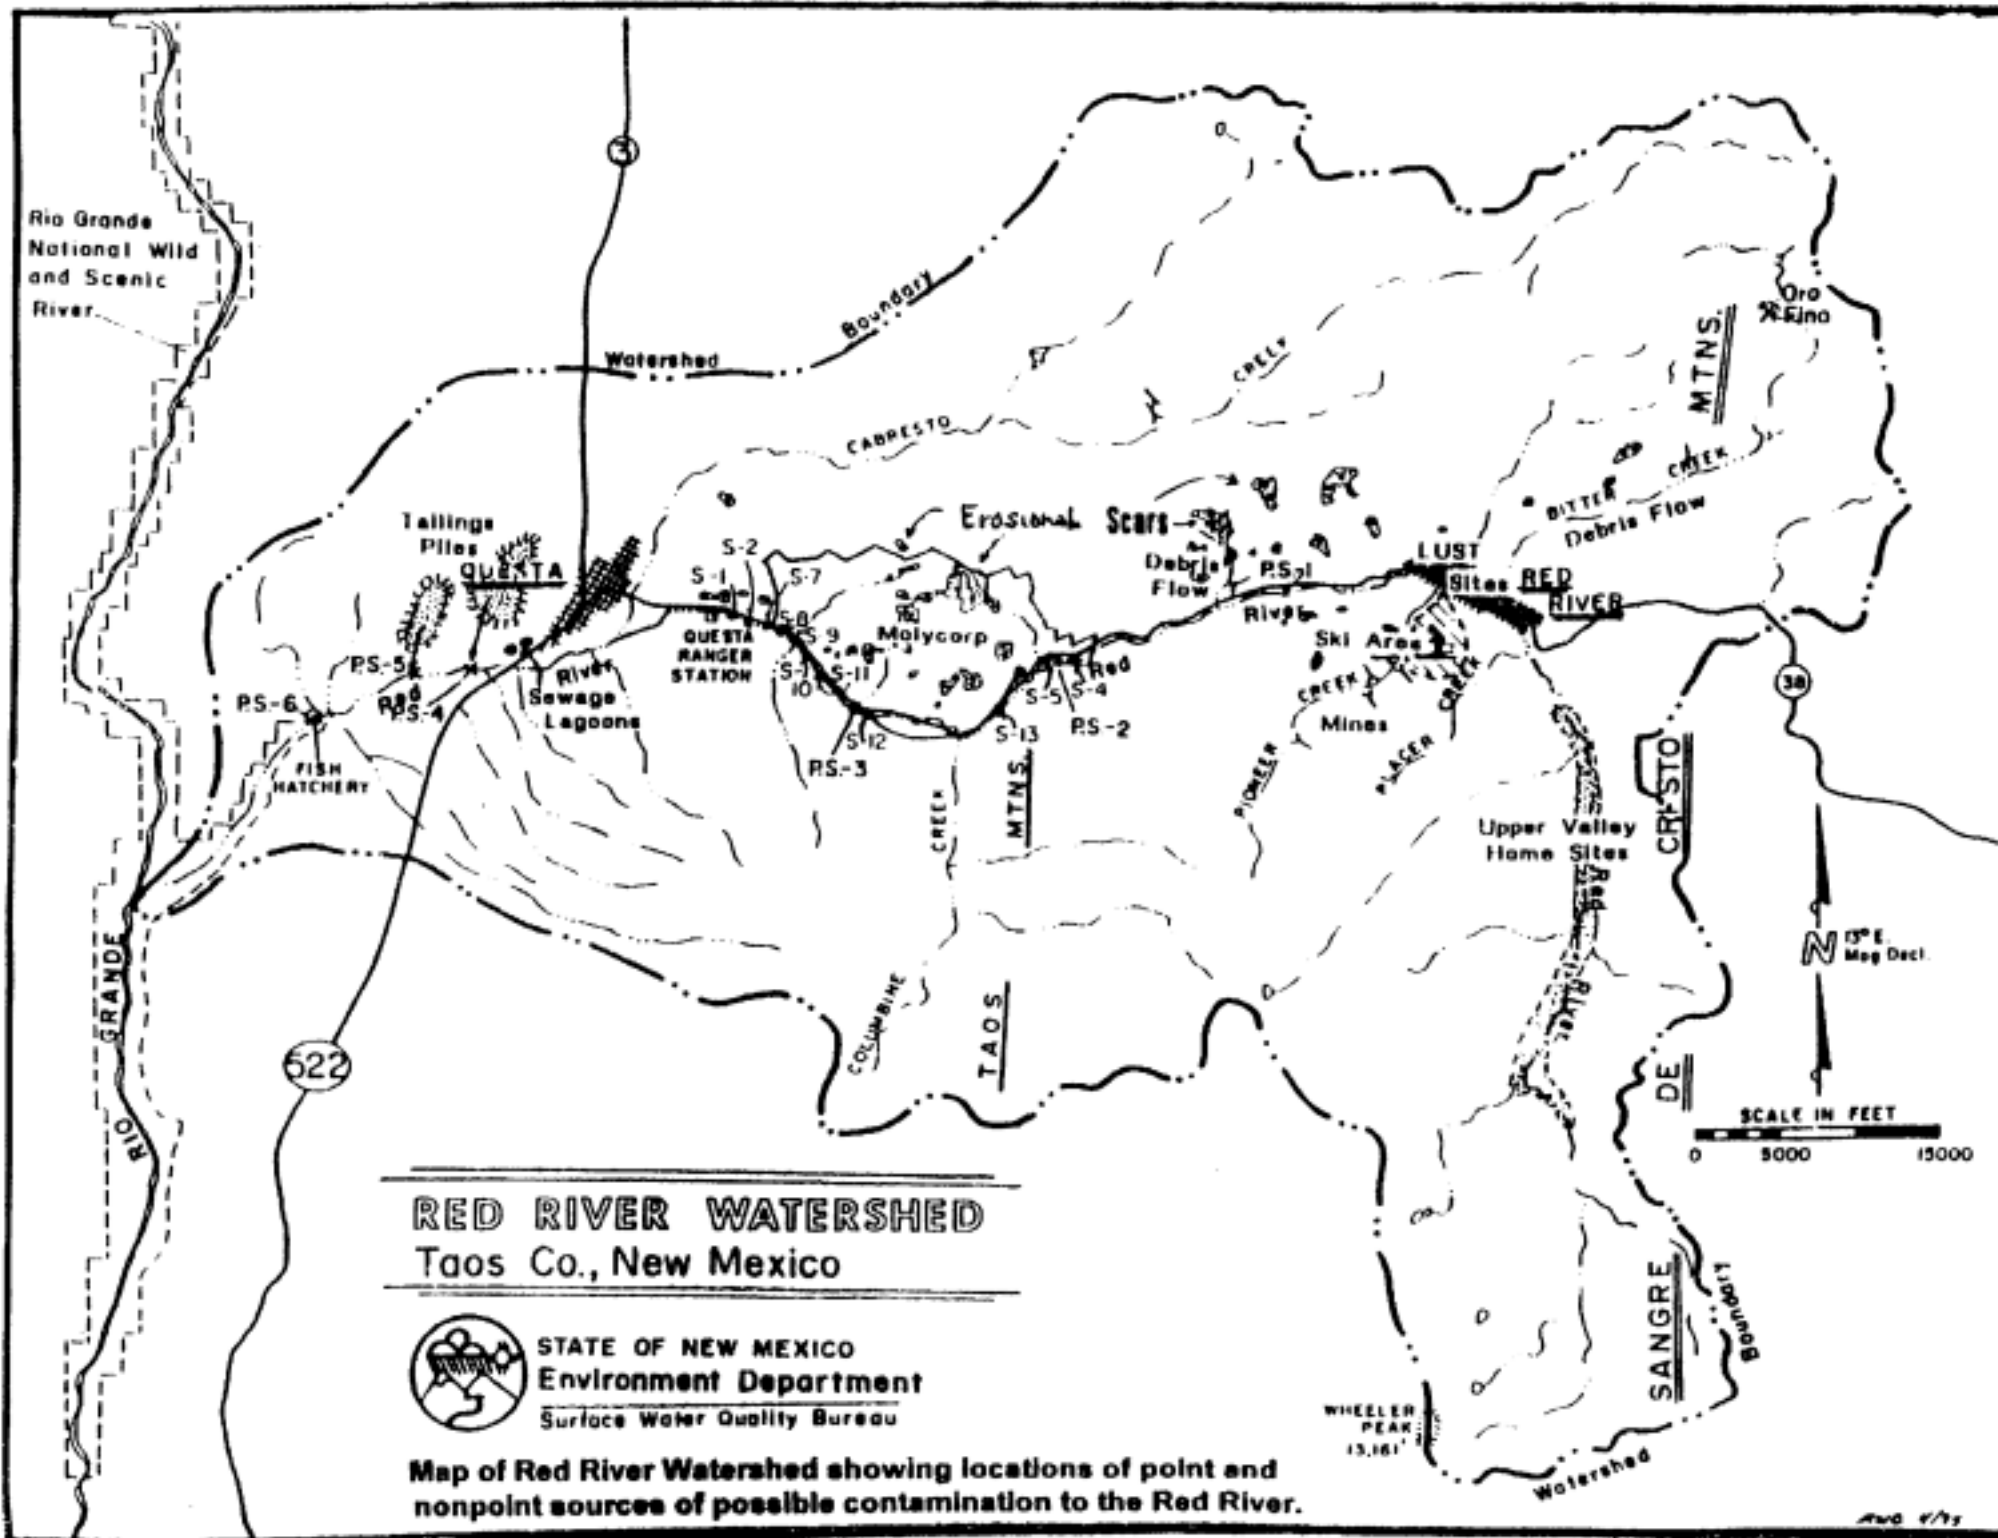 3
Rio Grande
National Wild
and Scenic
River
Boundary
Watershed
CREEK
CABRESTO
Oro
Fino
MTNS.
CREEK
BITTER
Debris Flow
Tailings
Piles
QUESTA
Erosional Scars
S-2
S-1
S-7
Debris
Flow
P.S.-1
LUST
Sites
RED
RIVER
River
S-8
S-9
Molycorp
QUESTA
RANGER
STATION
S-11
S-
10
Ski Area
P.S.-5
Red
P.S.-4
River
Sewage
Lagoons
P.S.-6
FISH
HATCHERY
Red
S-4
S-5
P.S.-2
S-13
S-12
P.S.-3
CREEK
CREEK
Mines
PIONEER
PLACER
38
CREEK
MTNS.
Upper Valley
Home Sites
Red
River
CRISTO
N
13° E.
Mag Decl.
GRANDE
RIO
COLUMBINE
TAOS
522
DE
SCALE IN FEET
0 5000 15000
RED RIVER WATERSHED
Taos Co., New Mexico
SANGRE
Boundary
STATE OF NEW MEXICO
Environment Department
Surface Water Quality Bureau
WHEELER
PEAK
13,161'
Watershed
Map of Red River Watershed showing locations of point and
nonpoint sources of possible contamination to the Red River.
4/95